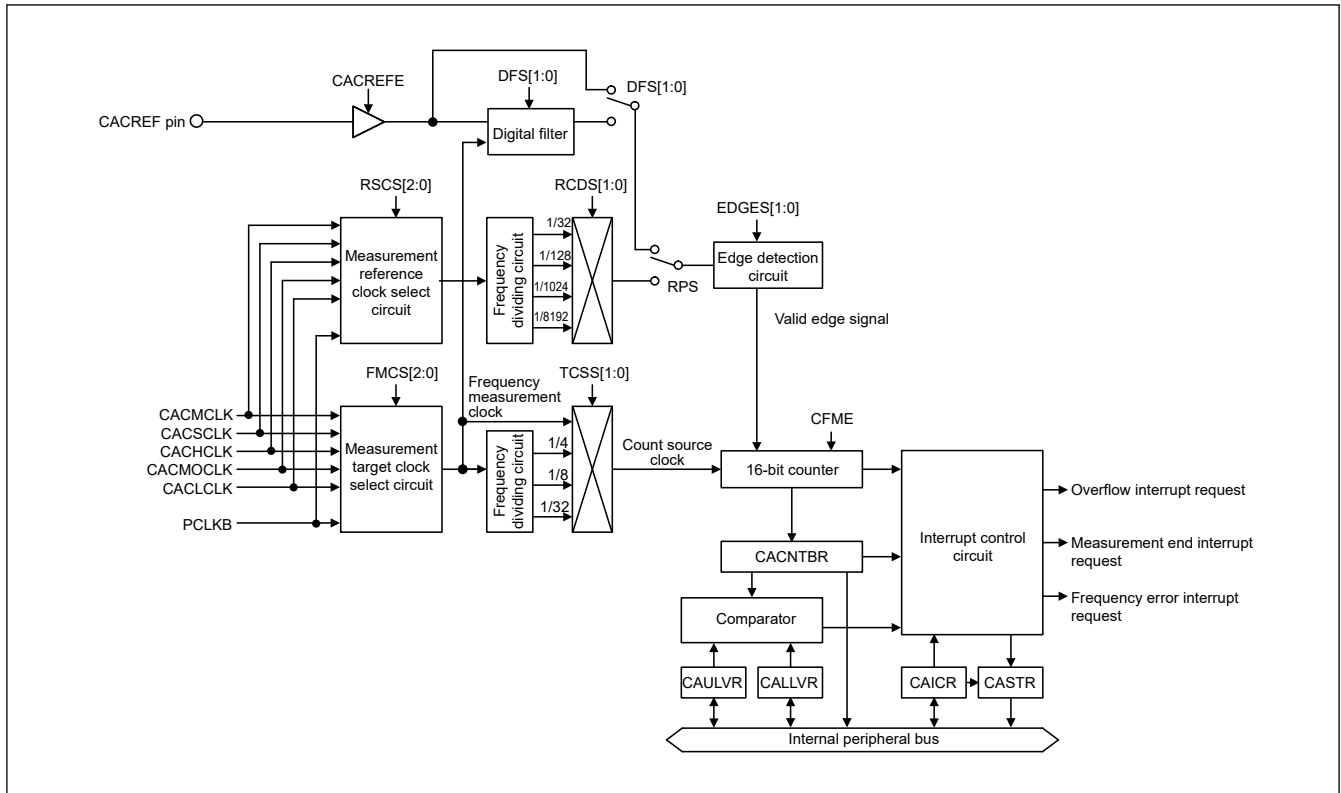 CACREFE
DFS[1:0]
DFS[1:0]
CACREF pin
Digital filter
RSCS[2:0]
RCDS[1:0]
EDGES[1:0]
Measurement
reference
clock select
circuit
Frequency
dividing circuit
1/32
1/128
1/1024
1/8192
RPS
Edge detection
circuit
Valid edge signal
FMCS[2:0]
Frequency
measurement
clock
TCSS[1:0]
CFME
CACMCLK
CACSCLK
CACHCLK
CACMOCLK
CACLCLK
PCLKB
Measurement
target clock
select circuit
Frequency
dividing circuit
1/4
1/8
1/32
Count source
clock
16-bit counter
CACNTBR
Comparator
CAULVR
CALLVR
Interrupt control
circuit
Overflow interrupt request
Measurement end interrupt
request
Frequency error interrupt
request
CAICR
CASTR
Internal peripheral bus